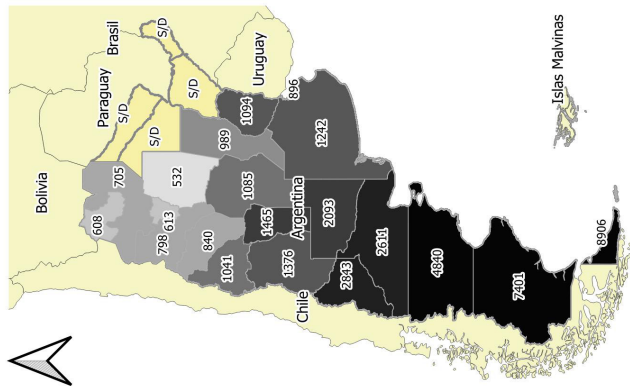 Bolivia
Paraguay
Brasil
S/D
S/D
S/D
S/D
608
705
798
613
532
989
1094
Uruguay
840
1041
1085
896
1465
1376
Argentina
1242
Chile
2093
2843
2611
4840
7401
8906
Islas Malvinas